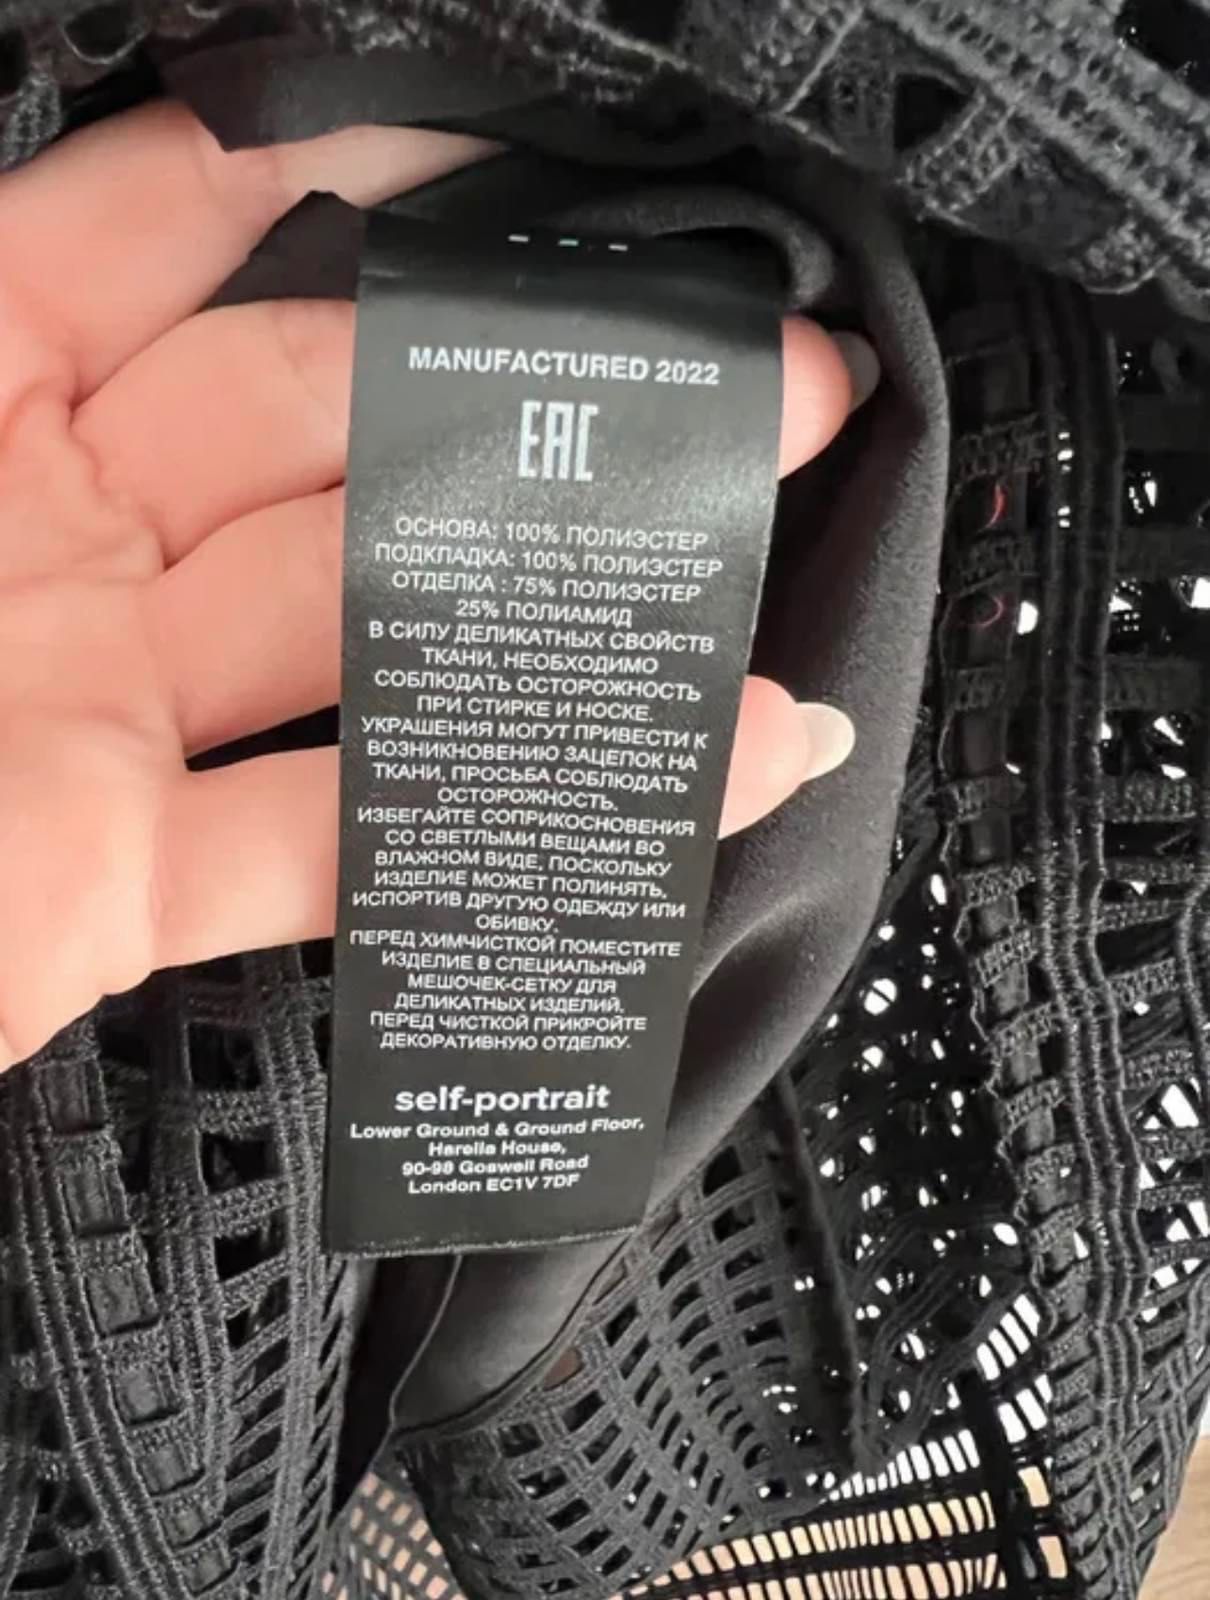 MANUFACTURED 2022
EAC
ОСНОВА: 100% ПОЛИЭСТЕР
ПОДКЛАДКА: 100% ПОЛИЭСТЕР
ОТДЕЛКА : 75% ПОЛИЭСТЕР
25% ПОЛИАМИД
В СИЛУ ДЕЛИКАТНЫХ СВОЙСТВ
ТКАНИ, НЕОБХОДИМО
СОБЛЮДАТЬ ОСТОРОЖНОСТЬ
ПРИ СТИРКЕ И НОСКЕ.
УКРАШЕНИЯ МОГУТ ПРИВЕСТИ К
ВОЗНИКНОВЕНИЮ ЗАЦЕПОК НА
ТКАНИ, ПРОСЬБА СОБЛЮДАТЬ
ОСТОРОЖНОСТЬ.
ИЗБЕГАЙТЕ СОПРИКОСНОВЕНИЯ
СО СВЕТЛЫМИ ВЕЩАМИ ВО
ВЛАЖНОМ ВИДЕ, ПОСКОЛЬКУ
ИЗДЕЛИЕ МОЖЕТ ПОЛИНЯТЬ,
ИСПОРТИВ ДРУГУЮ ОДЕЖДУ ИЛИ
ОБИВКУ.
ПЕРЕД ХИМЧИСТКОЙ ПОМЕСТИТЕ
ИЗДЕЛИЕ В СПЕЦИАЛЬНЫЙ
МЕШОЧЕК-СЕТКУ ДЛЯ
ДЕЛИКАТНЫХ ИЗДЕЛИЙ.
ПЕРЕД ЧИСТКОЙ ПРИКРОЙТЕ
ДЕКОРАТИВНУЮ ОТДЕЛКУ.
self-portrait
Lower Ground & Ground Floor,
Harella House,
90-98 Goswell Road
London EC1V 7DF